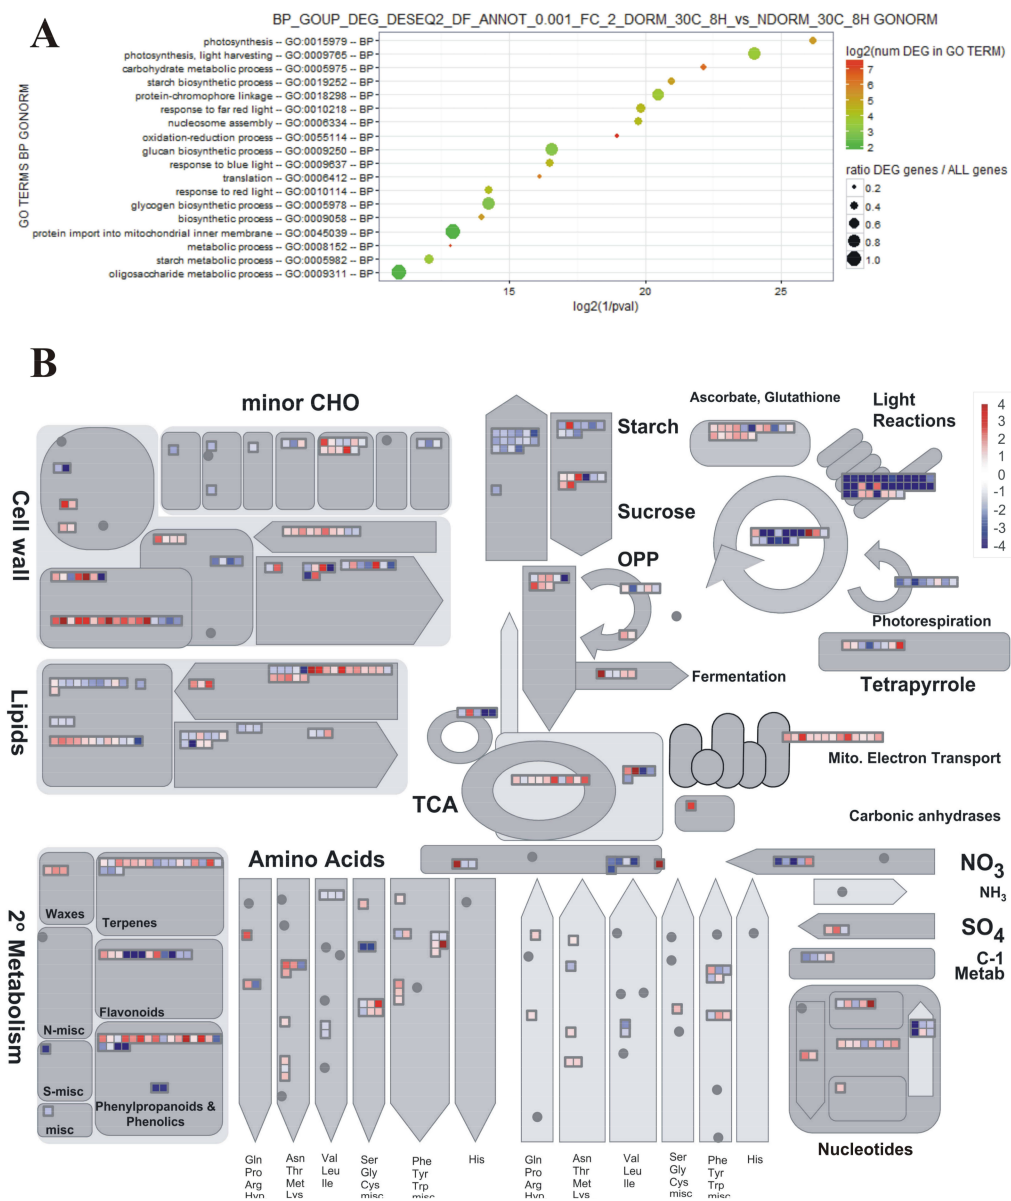 A
BP_GOUP_DEG_DESEQ2_DF_ANNOT_0.001_FC_2_DORM_30C_8H_vs_NDORM_30C_8H GONORM
GO TERMS BP GONORM
photosynthesis -- GO:0015979 -- BP
photosynthesis, light harvesting -- GO:0009765 -- BP
carbohydrate metabolic process -- GO:0005975 -- BP
starch biosynthetic process -- GO:0019252 -- BP
protein-chromophore linkage -- GO:0018298 -- BP
response to far red light -- GO:0010218 -- BP
nucleosome assembly -- GO:0006334 -- BP
oxidation-reduction process -- GO:0055114 -- BP
glucan biosynthetic process -- GO:0009250 -- BP
response to blue light -- GO:0009637 -- BP
translation -- GO:0006412 -- BP
response to red light -- GO:0010114 -- BP
glycogen biosynthetic process -- GO:0005978 -- BP
biosynthetic process -- GO:0009058 -- BP
protein import into mitochondrial inner membrane -- GO:0045039 -- BP
metabolic process -- GO:0008152 -- BP
starch metabolic process -- GO:0005982 -- BP
oligosaccharide metabolic process -- GO:0009311 -- BP
15 20 25
log2(1/pval)
log2(num DEG in GO TERM)
7
6
5
4
3
2
ratio DEG genes / ALL genes
0.2
0.4
0.6
0.8
1.0
B
minor CHO
Cell wall
Lipids
Starch
Sucrose
OPP
Ascorbate, Glutathione
Light
Reactions
4
3
2
1
0
-1
-2
-3
-4
Photorespiration
Tetrapyrrole
Fermentation
Mito. Electron Transport
TCA
Carbonic anhydrases
Amino Acids
2º Metabolism
Waxes
Terpenes
N-misc
Flavonoids
S-misc
Phenylpropanoids &
Phenolics
misc
NO3
NH3
SO4
C-1
Metab
Nucleotides
Gln
Pro
Arg
Hyp
Asn
Thr
Met
Lys
Val
Leu
Ile
Ser
Gly
Cys
misc
Phe
Tyr
Trp
misc
His
Gln
Pro
Arg
Hyp
Asn
Thr
Met
Lys
Val
Leu
Ile
Ser
Gly
Cys
misc
Phe
Tyr
Trp
misc
His